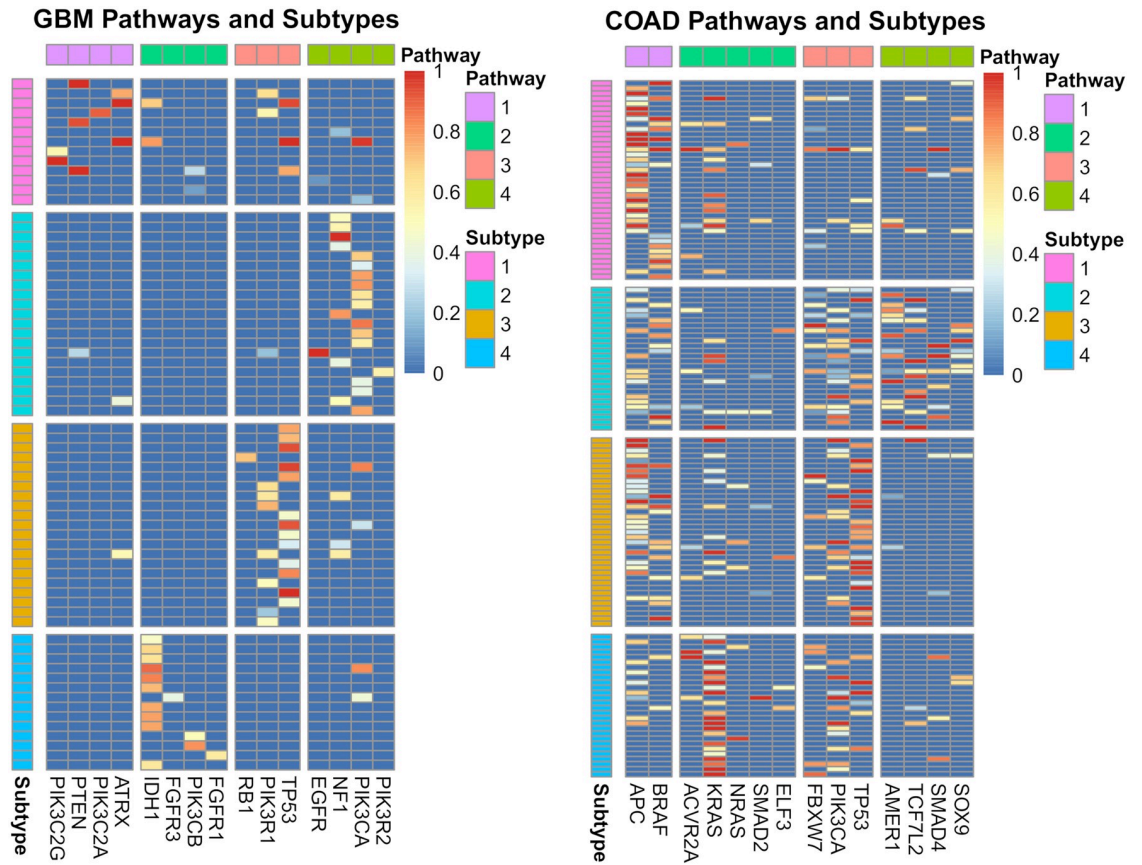 GBM Pathways and Subtypes
Pathway
1
0.8
0.6
0.4
0.2
0
Pathway
1
2
3
4
Subtype
1
2
3
4
Subtype
PIK3C2G
PTEN
PIK3C2A
ATRX
IDH1
FGFR3
PIK3CB
FGFR1
RB1
PIK3R1
TP53
EGFR
NF1
PIK3CA
PIK3R2
COAD Pathways and Subtypes
Pathway
1
0.8
0.6
0.4
0.2
0
Pathway
1
2
3
4
Subtype
1
2
3
4
Subtype
APC
BRAF
ACVR2A
KRAS
NRAS
SMAD2
ELF3
FBXW7
PIK3CA
TP53
AMER1
TCF7L2
SMAD4
SOX9